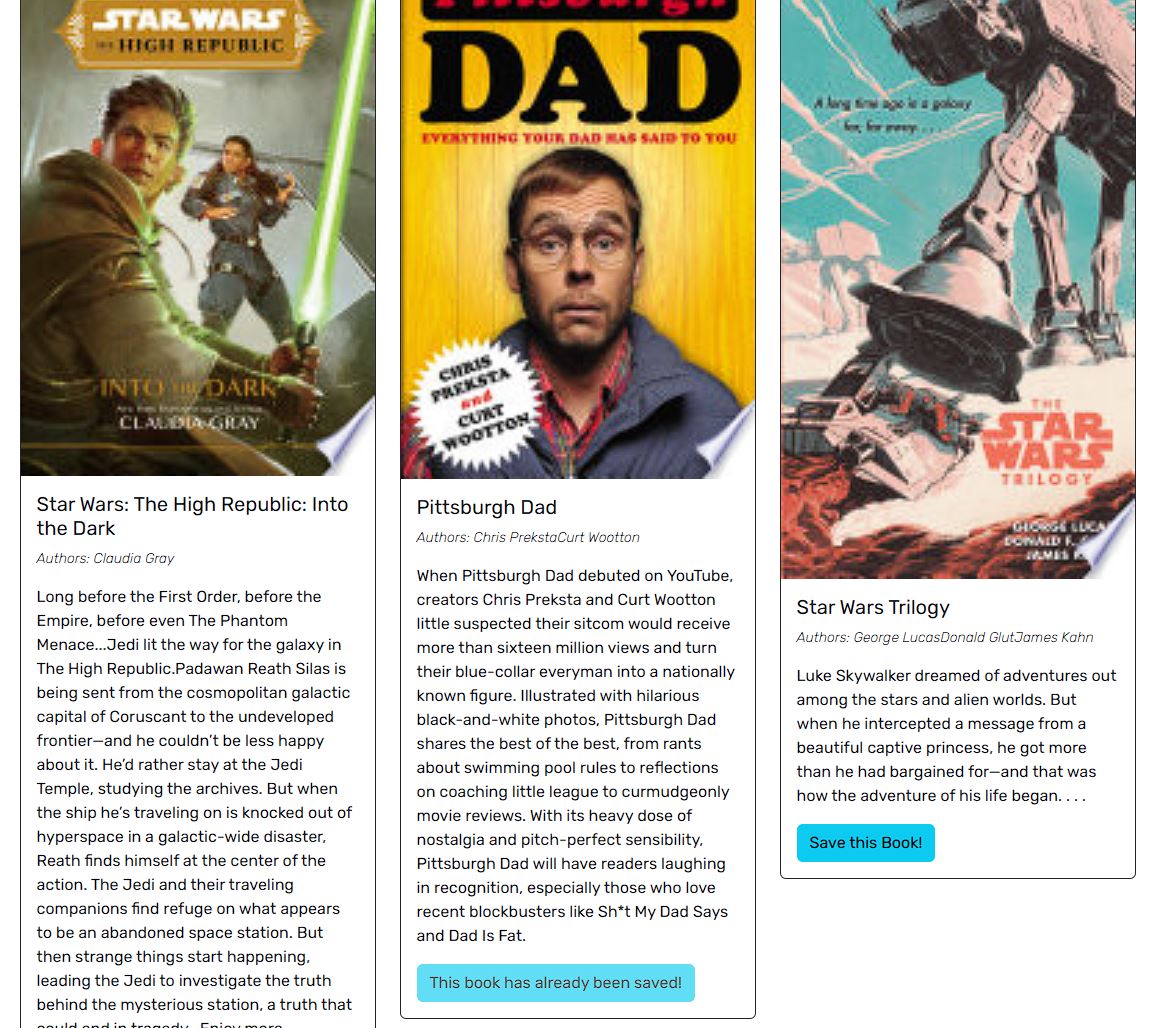 STAR WARS
THE HIGH REPUBLIC
INTO THE DARK
CLAUDIA GRAY
Star Wars: The High Republic: Into
the Dark
Authors: Claudia Gray
Long before the First Order, before the
Empire, before even The Phantom
Menace...Jedi lit the way for the galaxy in
The High Republic.Padawan Reath Silas is
being sent from the cosmopolitan galactic
capital of Coruscant to the undeveloped
frontier—and he couldn't be less happy
about it. He'd rather stay at the Jedi
Temple, studying the archives. But when
the ship he's traveling on is knocked out of
hyperspace in a galactic-wide disaster,
Reath finds himself at the center of the
action. The Jedi and their traveling
companions find refuge on what appears
to be an abandoned space station. But
then strange things start happening,
leading the Jedi to investigate the truth
behind the mysterious station, a truth that
could end in tragedy...Enjoy more
Pittsburgh
DAD
EVERYTHING YOUR DAD HAS SAID TO YOU
CHRIS
PREKSTA
and
CURT
WOOTTON
Pittsburgh Dad
Authors: Chris PrekstaCurt Wootton
When Pittsburgh Dad debuted on YouTube,
creators Chris Preksta and Curt Wootton
little suspected their sitcom would receive
more than sixteen million views and turn
their blue-collar everyman into a nationally
known figure. Illustrated with hilarious
black-and-white photos, Pittsburgh Dad
shares the best of the best, from rants
about swimming pool rules to reflections
on coaching little league to curmudgeonly
movie reviews. With its heavy dose of
nostalgia and pitch-perfect sensibility,
Pittsburgh Dad will have readers laughing
in recognition, especially those who love
recent blockbusters like Sh*t My Dad Says
and Dad Is Fat.
This book has already been saved!
A long time ago in a galaxy
far, far away. . . .
THE
STAR
WARS
TRILOGY
GEORGE LUCA
DONALD F.
JAMES
Star Wars Trilogy
Authors: George LucasDonald GlutJames Kahn
Luke Skywalker dreamed of adventures out
among the stars and alien worlds. But
when he intercepted a message from a
beautiful captive princess, he got more
than he had bargained for—and that was
how the adventure of his life began. . . .
Save this Book!